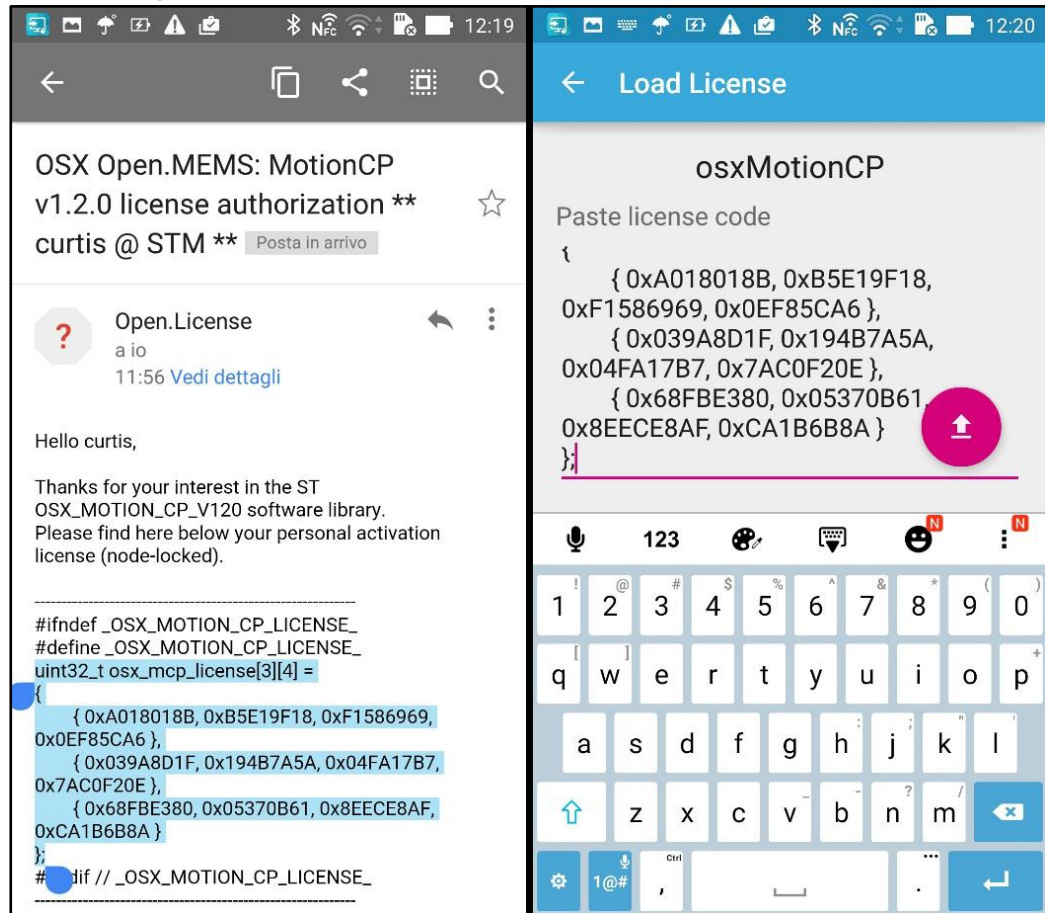 12:19
OSX Open.MEMS: MotionCP
v1.2.0 license authorization **
curtis @ STM ** Posta in arrivo
?
Open.License
a io
11:56 Vedi dettagli
Hello curtis,
Thanks for your interest in the ST
OSX_MOTION_CP_V120 software library.
Please find here below your personal activation
license (node-locked).
------------------------------------------------------------
#ifndef _OSX_MOTION_CP_LICENSE_
#define _OSX_MOTION_CP_LICENSE_
uint32_t osx_mcp_license[3][4] =
{
{ 0xA018018B, 0xB5E19F18, 0xF1586969,
0x0EF85CA6 },
{ 0x039A8D1F, 0x194B7A5A, 0x04FA17B7,
0x7AC0F20E },
{ 0x68FBE380, 0x05370B61, 0x8EECE8AF,
0xCA1B6B8A }
};
# dif // _OSX_MOTION_CP_LICENSE_
------------------------------------------------------------
NFC 12:20
Load License
osxMotionCP
Paste license code
{
{ 0xA018018B, 0xB5E19F18,
0xF1586969, 0x0EF85CA6 },
{ 0x039A8D1F, 0x194B7A5A,
0x04FA17B7, 0x7AC0F20E },
{ 0x68FBE380, 0x05370B61,
0x8EECE8AF, 0xCA1B6B8A }
};
123 N N
! @ # $ % ^ & * ( )
1 2 3 4 5 6 7 8 9 0
[ ] +
q w e r t y u i o p
: ; " '
a s d f g h j k l
_ - ? /
z x c v b n m
Ctrl ...
1@# , .